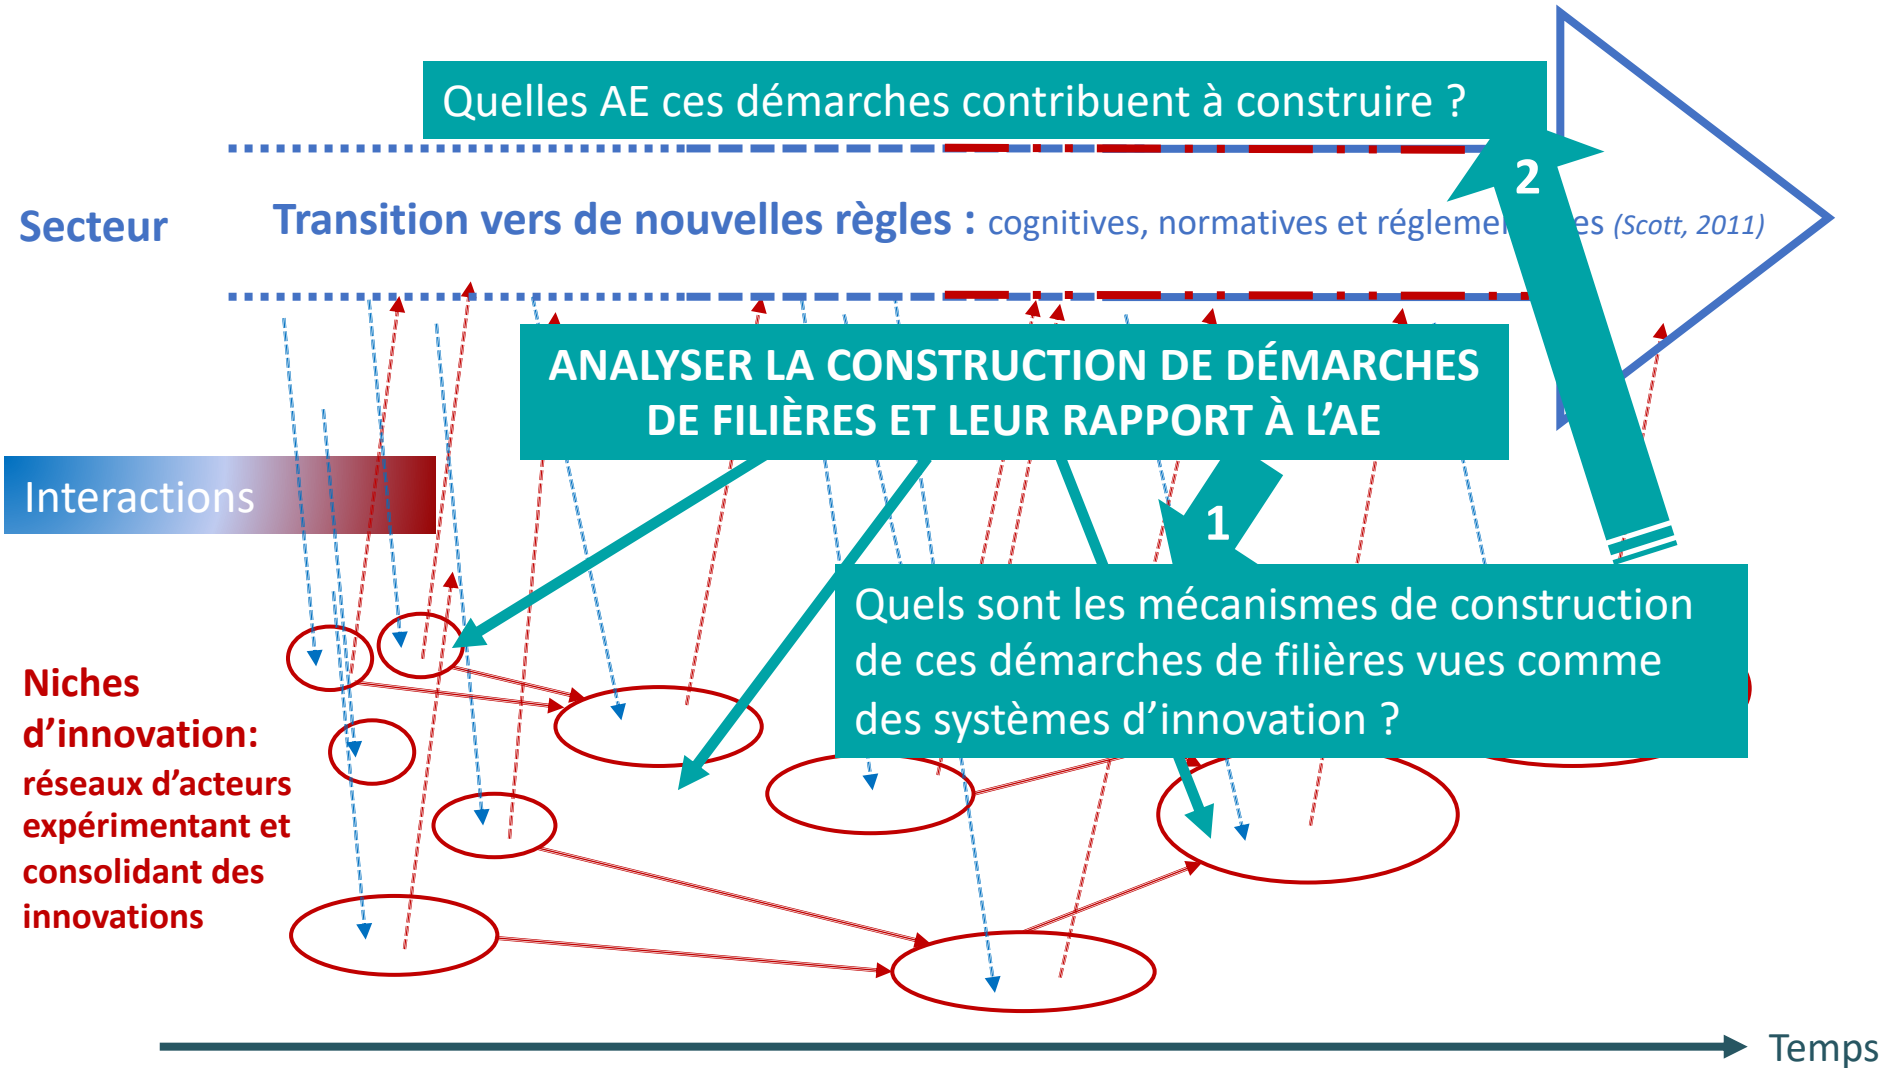 Quelles AE ces démarches contribuent à construire ?
2
Secteur
Transition vers de nouvelles règles : cognitives, normatives et (Scott, 2011)
ANALYSER LA CONSTRUCTION DE DÉMARCHES
DE FILIÈRES ET LEUR RAPPORT À L’AE
Interactions
1
Quels sont les mécanismes de construction
de ces démarches de filières vues comme
des systèmes d’innovation ?
Niches
d’innovation:
réseaux d’acteurs
expérimentant et
consolidant des
innovations
Temps